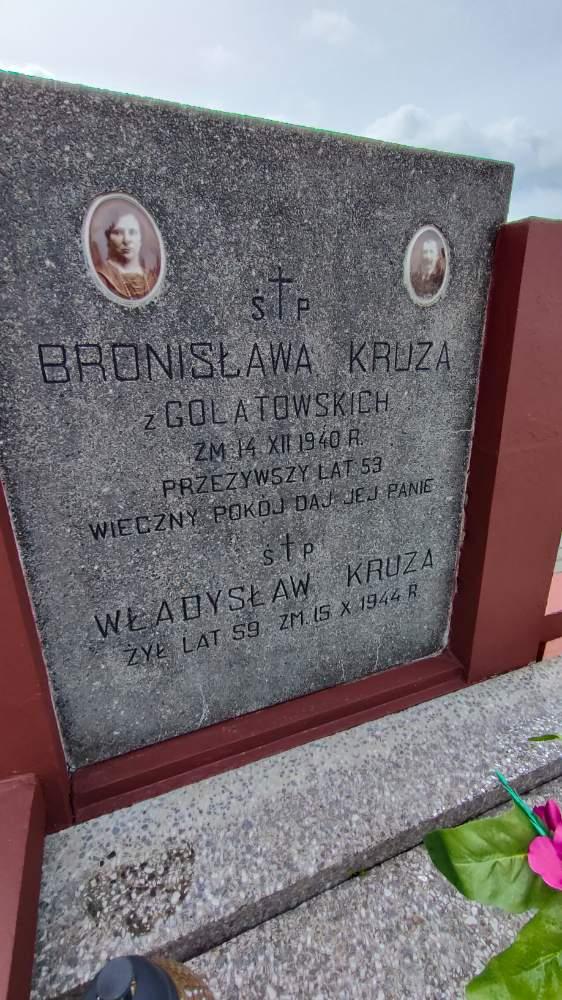 Ś † P
BRONISŁAWA KRUZA
z GOLATOWSKICH
ZM. 14 XII 1940 R.
PRZEZYWSZY LAT 53
WIECZNY POKÓJ DAJ JEJ PANIE
Ś † P
WŁADYSŁAW KRUZA
ŻYŁ LAT 59 ZM. 15 X 1944 R.